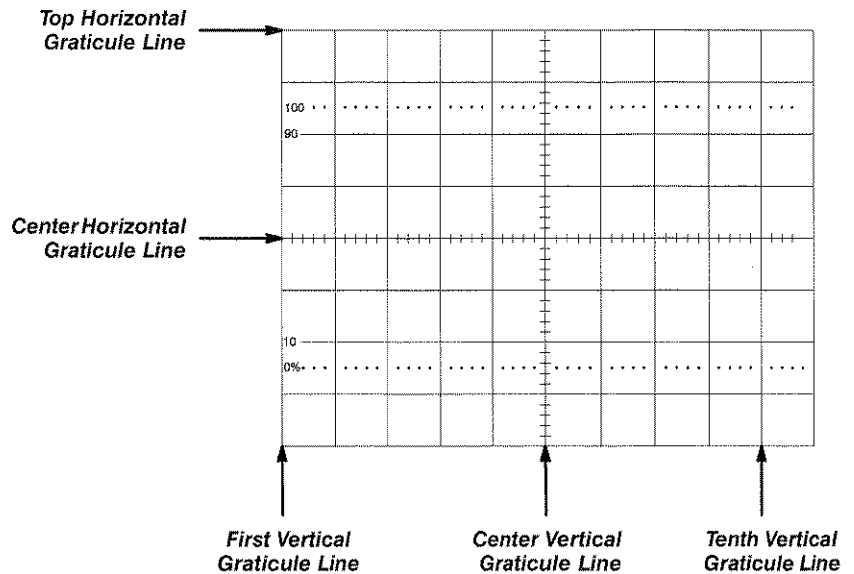 Top Horizontal
Graticule Line
100
90
Center Horizontal
Graticule Line
10
0%
First Vertical
Graticule Line
Center Vertical
Graticule Line
Tenth Vertical
Graticule Line